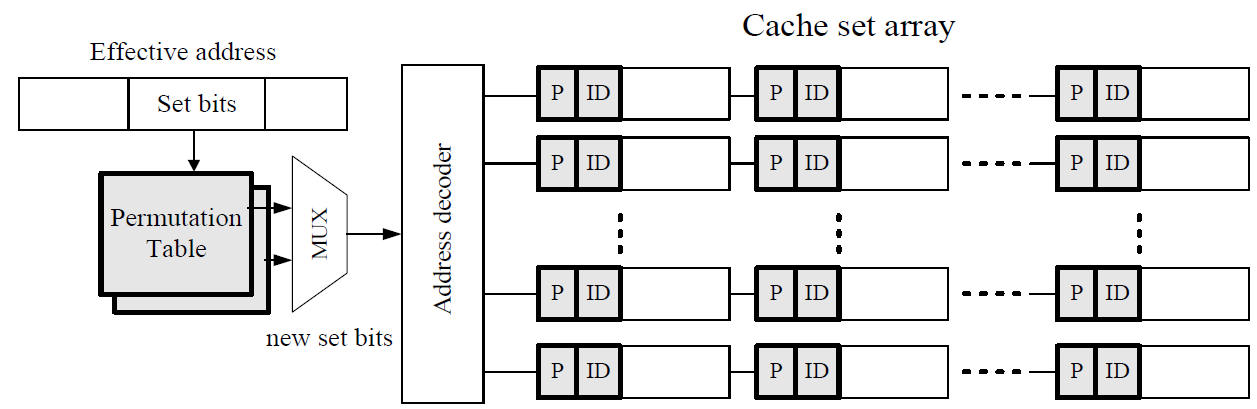 Cache set array
Effective address
Set bits
Permutation
Table
MUX
new set bits
Address decoder
P ID P ID P ID
P ID P ID P ID
P ID P ID P ID
P ID P ID P ID